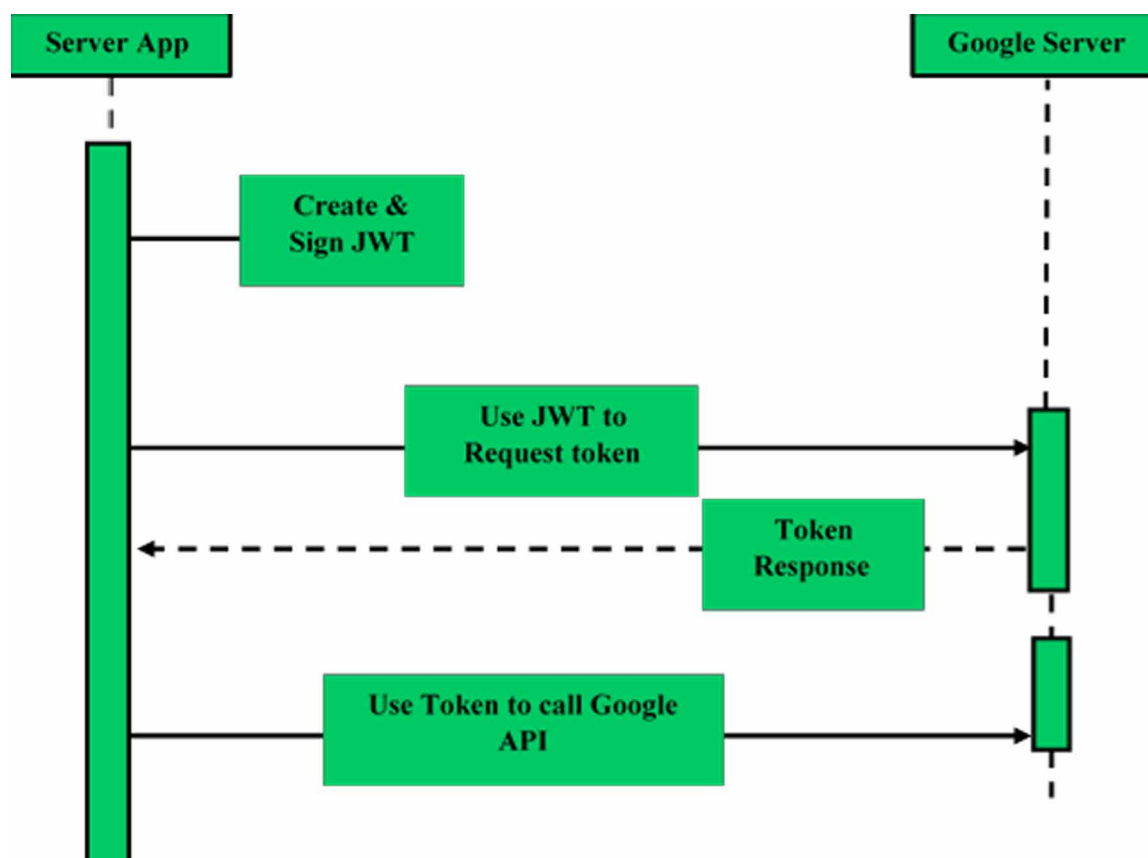 Server App
Google Server
Create &
Sign JWT
Use JWT to
Request token
Token
Response
Use Token to call Google
API